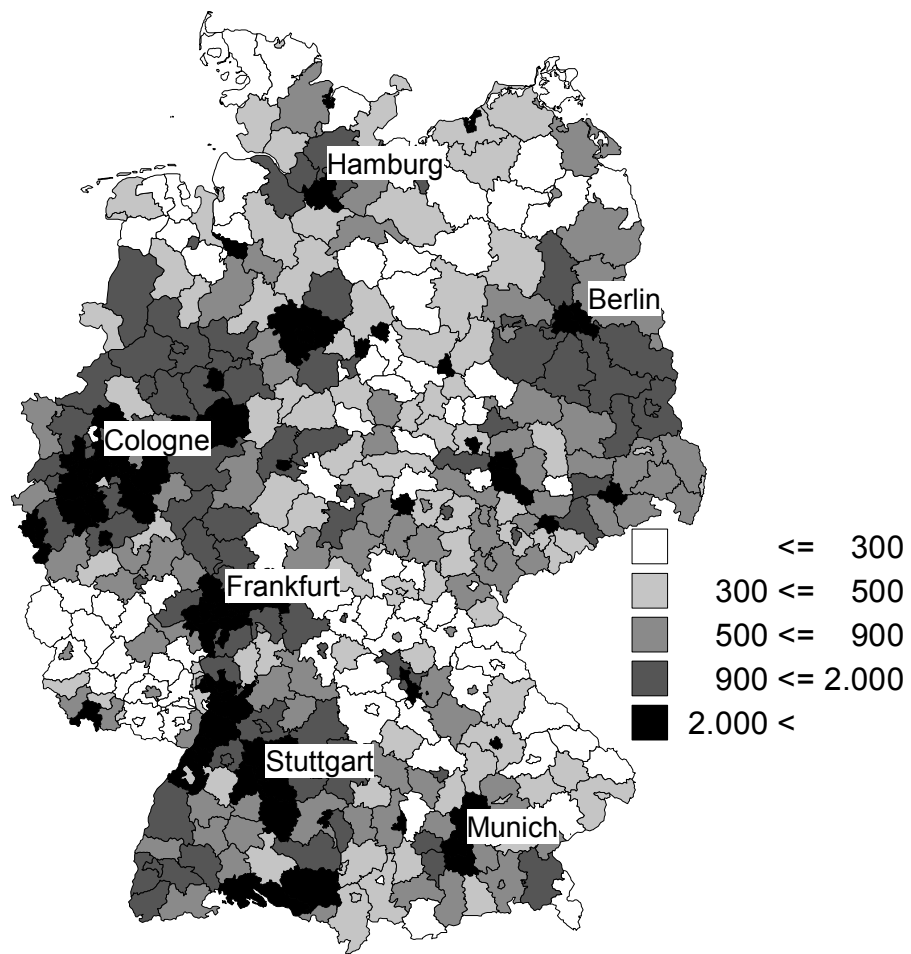 Hamburg
Berlin
Cologne
Frankfurt
Stuttgart
Munich
<= 300
300 <= 500
500 <= 900
900 <= 2.000
2.000 <